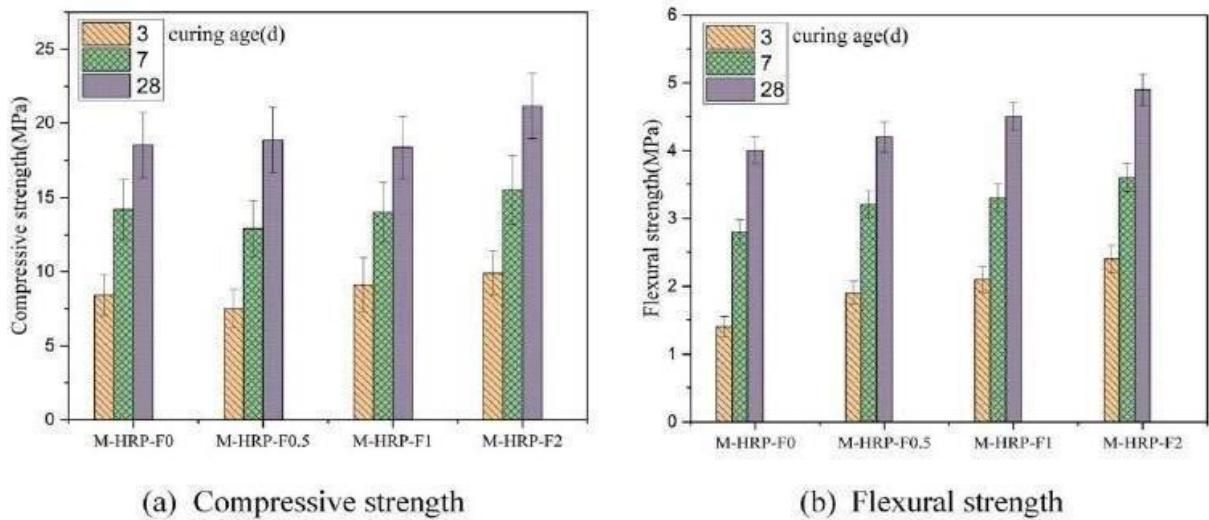 25
20
15
10
5
0
Compressive strength(MPa)
3 curing age(d)
7
28
M-HRP-F0 M-HRP-F0.5 M-HRP-F1 M-HRP-F2
(a) Compressive strength
6
5
4
3
2
1
0
Flexural strength(MPa)
3 curing age(d)
7
28
M-HRP-F0 M-HRP-F0.5 M-HRP-F1 M-HRP-F2
(b) Flexural strength